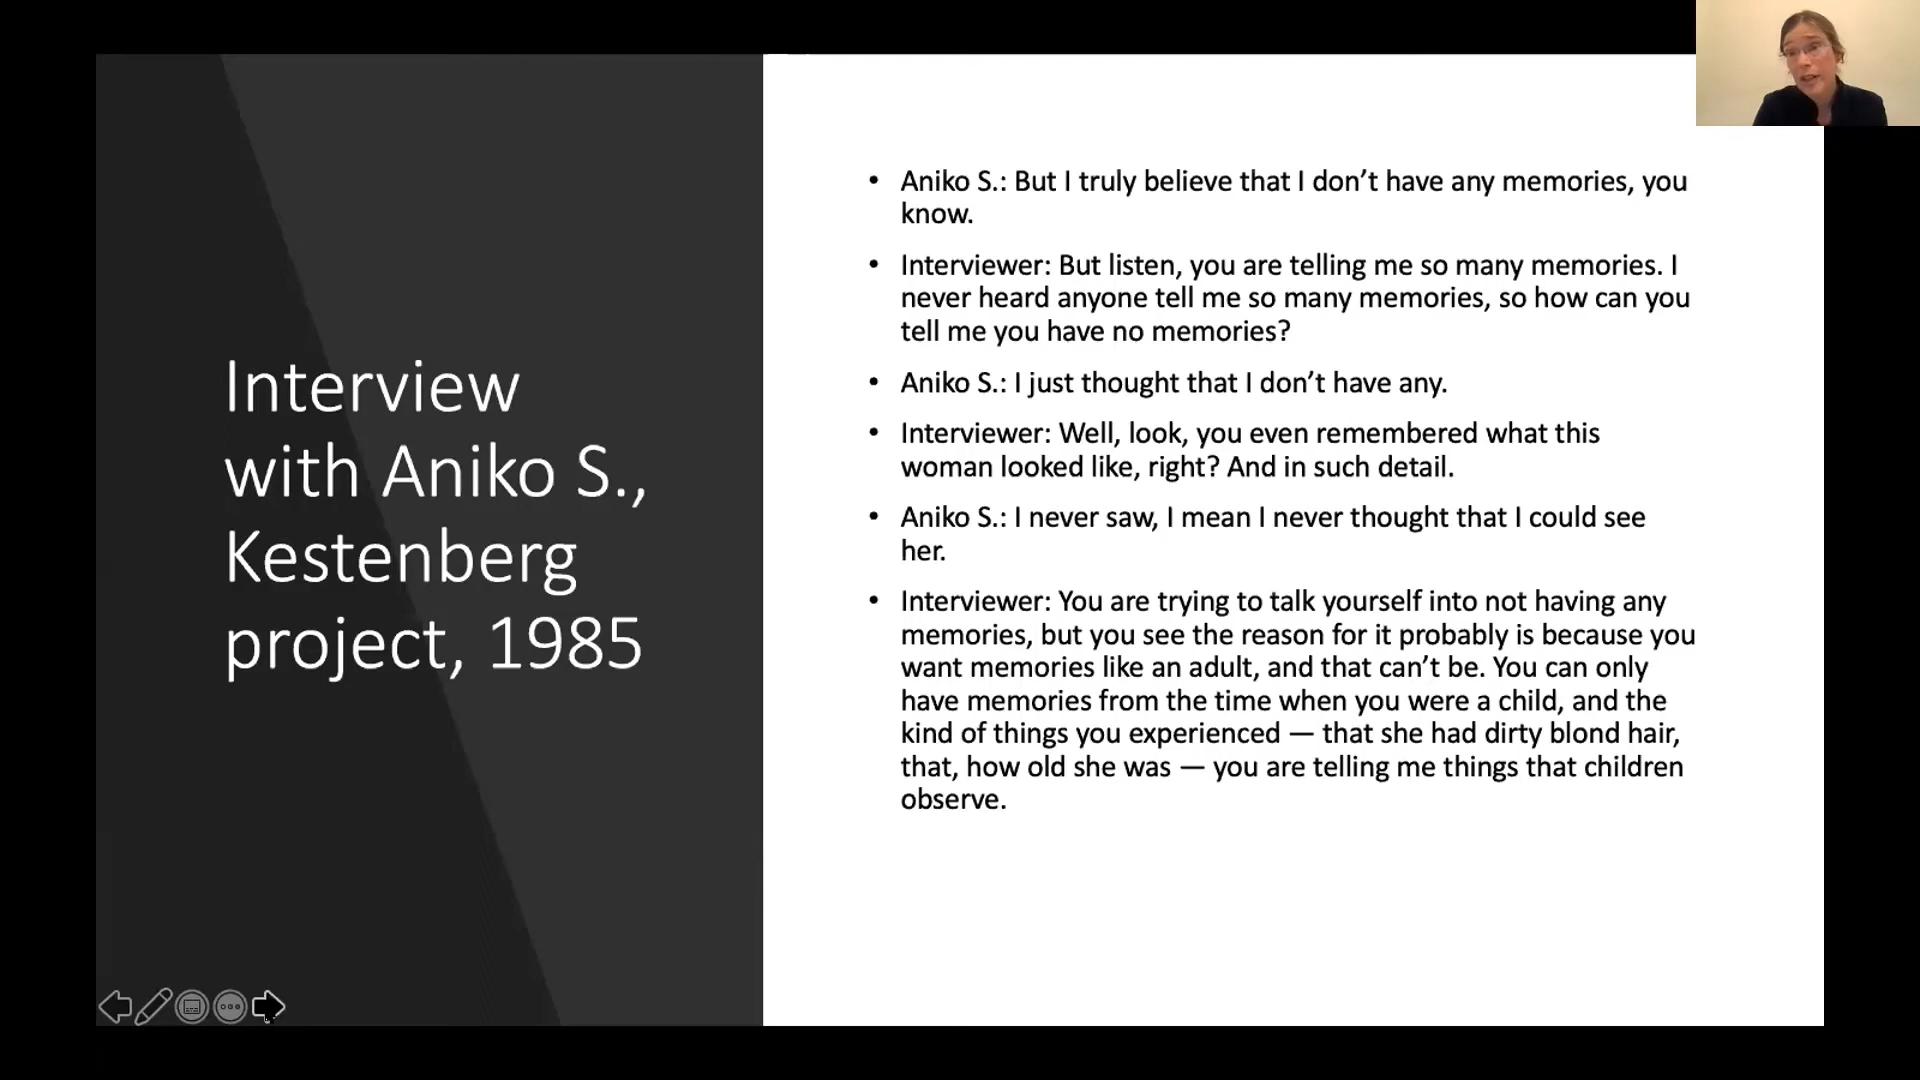 Interview
with Aniko S.,
Kestenberg
project, 1985
• Aniko S.: But I truly believe that I don’t have any memories, you
know.
• Interviewer: But listen, you are telling me so many memories. I
never heard anyone tell me so many memories, so how can you
tell me you have no memories?
• Aniko S.: I just thought that I don’t have any.
• Interviewer: Well, look, you even remembered what this
woman looked like, right? And in such detail.
• Aniko S.: I never saw, I mean I never thought that I could see
her.
• Interviewer: You are trying to talk yourself into not having any
memories, but you see the reason for it probably is because you
want memories like an adult, and that can’t be. You can only
have memories from the time when you were a child, and the
kind of things you experienced — that she had dirty blond hair,
that, how old she was — you are telling me things that children
observe.